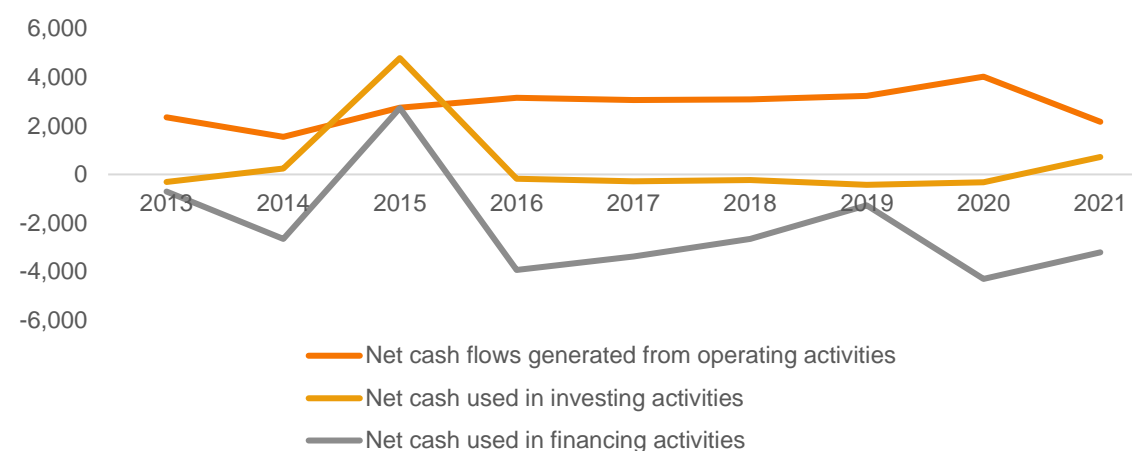 6,000
4,000
2,000
0
2013 2014 2015 2016 2017 2018 2019 2020 2021
-2,000
-4,000
-6,000
Net cash flows generated from operating activities
Net cash used in investing activities
Net cash used in financing activities